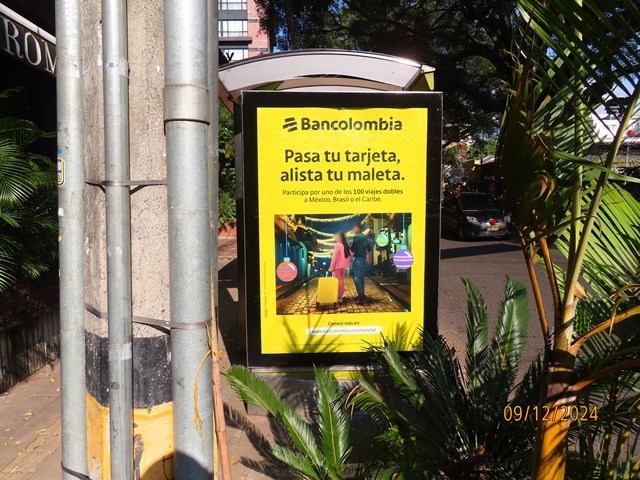 ROM
Bancolombia
Pasa tu tarjeta,
alista tu maleta.
Participa por uno de los 100 viajes dobles
a México, Brasil o el Caribe.
Conoce más en:
09/12/2024